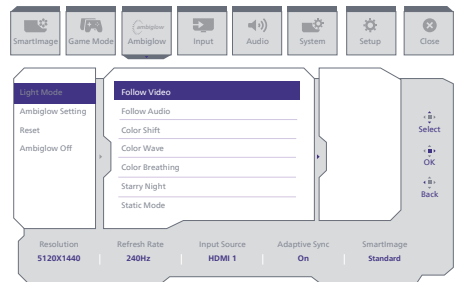 SmartImage Game Mode Ambiglow Input Audio System Setup Close
ambiglow
Light Mode
Ambiglow Setting
Reset
Ambiglow Off
Follow Video
Follow Audio
Color Shift
Color Wave
Color Breathing
Starry Night
Static Mode
Select
OK
Back
Resolution Refresh Rate Input Source Adaptive Sync SmartImage
5120X1440 240Hz HDMI 1 On Standard